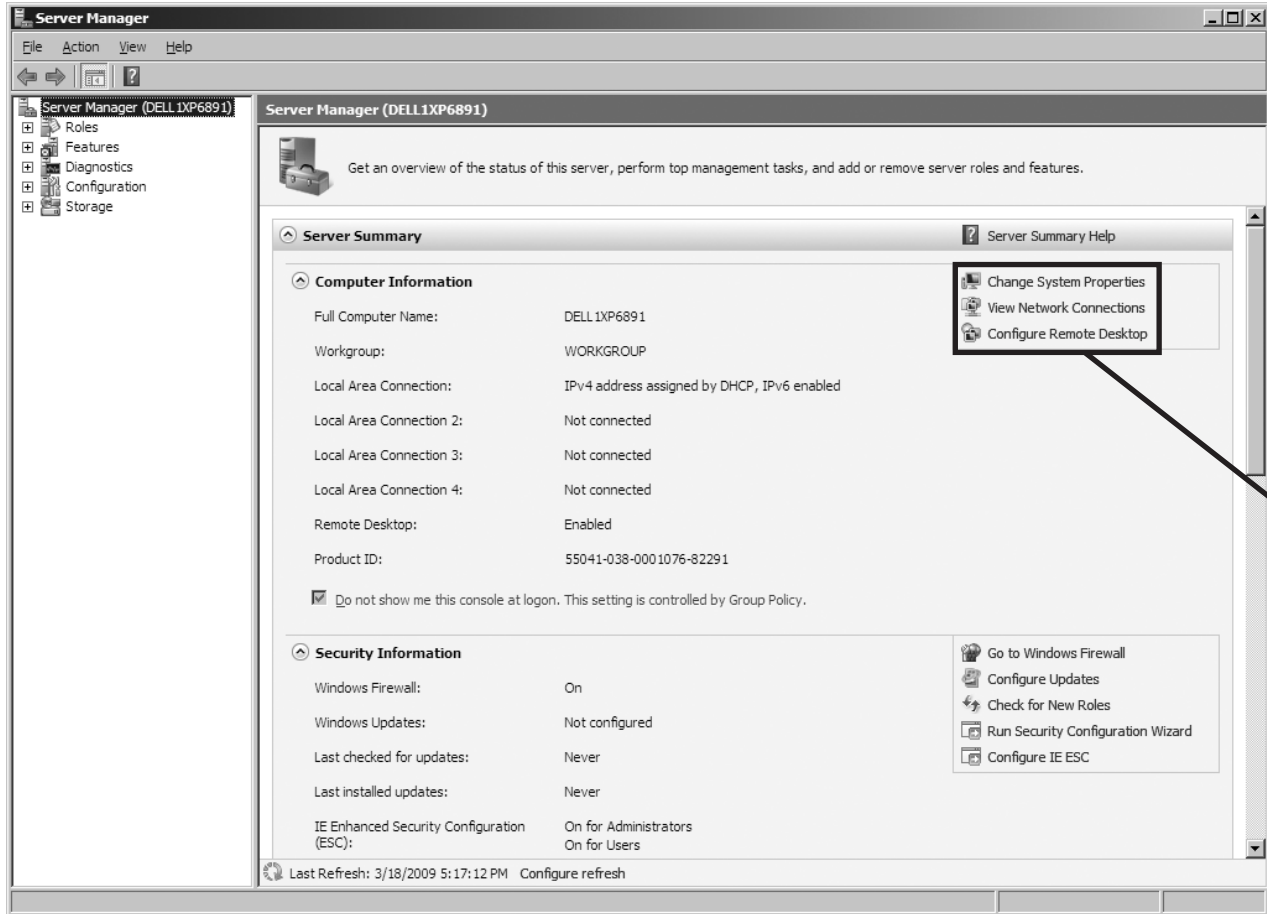 Server Manager
File Action View Help
Server Manager (DELL1XP6891)
Roles
Features
Diagnostics
Configuration
Storage
Server Manager (DELL1XP6891)
Get an overview of the status of this server, perform top management tasks, and add or remove server roles and features.
Server Summary
Server Summary Help
Computer Information
Change System Properties
View Network Connections
Configure Remote Desktop
Full Computer Name: DELL1XP6891
Workgroup: WORKGROUP
Local Area Connection: IPv4 address assigned by DHCP, IPv6 enabled
Local Area Connection 2: Not connected
Local Area Connection 3: Not connected
Local Area Connection 4: Not connected
Remote Desktop: Enabled
Product ID: 55041-038-0001076-82291
Do not show me this console at logon. This setting is controlled by Group Policy.
Security Information
Go to Windows Firewall
Configure Updates
Check for New Roles
Run Security Configuration Wizard
Configure IE ESC
Windows Firewall: On
Windows Updates: Not configured
Last checked for updates: Never
Last installed updates: Never
IE Enhanced Security Configuration (ESC): On for Administrators
On for Users
Last Refresh: 3/18/2009 5:17:12 PM Configure refresh